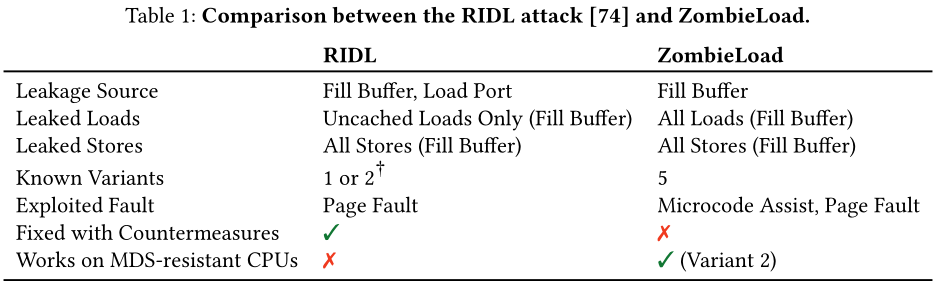 Table 1: Comparison between the RIDL attack [74] and ZombieLoad.
RIDL ZombieLoad
Leakage Source Fill Buffer, Load Port Fill Buffer
Leaked Loads Uncached Loads Only (Fill Buffer) All Loads (Fill Buffer)
Leaked Stores All Stores (Fill Buffer) All Stores (Fill Buffer)
Known Variants 1 or 2† 5
Exploited Fault Page Fault Microcode Assist, Page Fault
Fixed with Countermeasures ✓ ✗
Works on MDS-resistant CPUs ✗ ✓ (Variant 2)